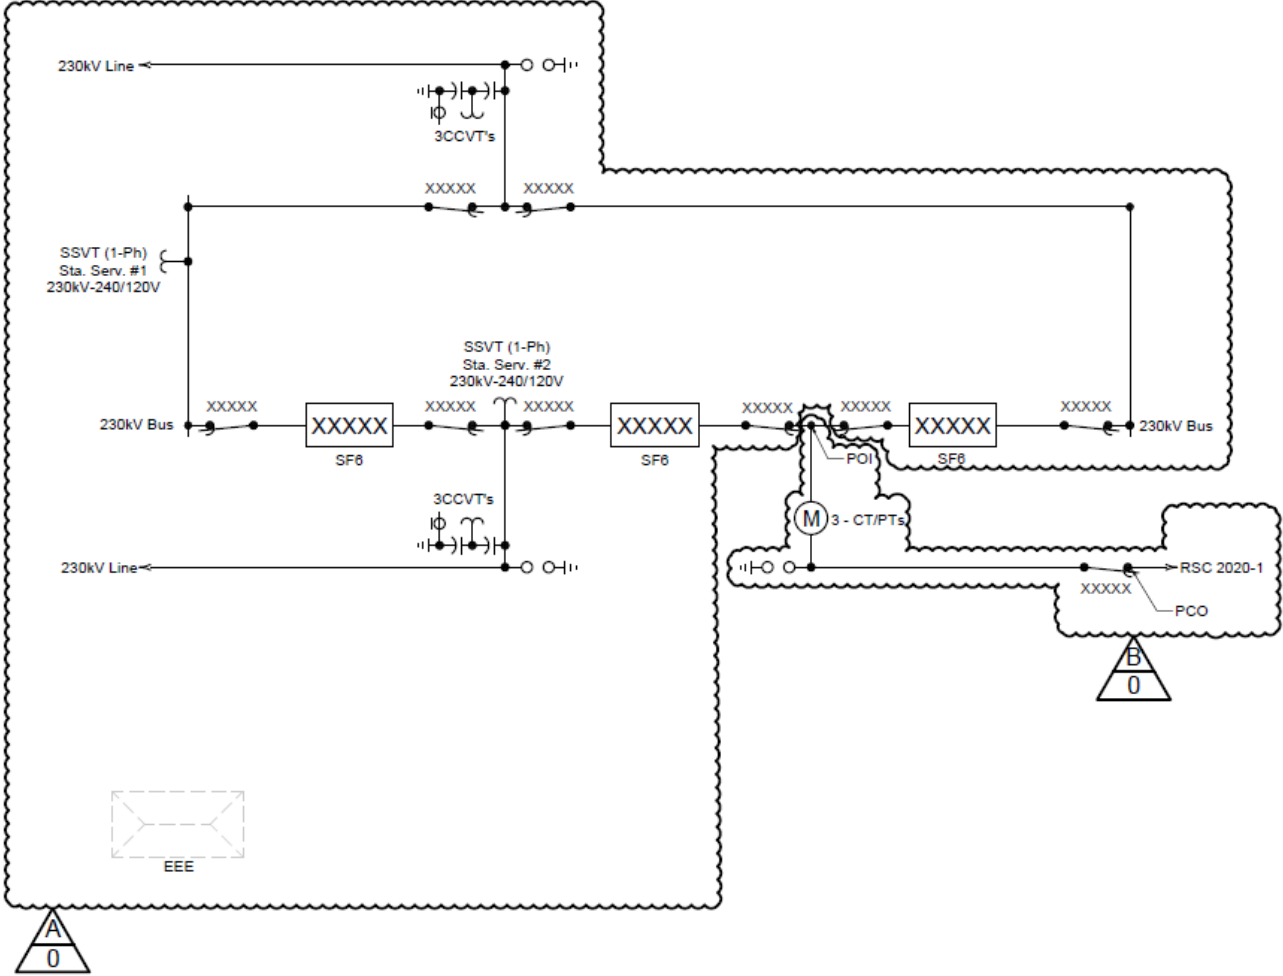 230kV Line
3CCVT's
XXXXX
XXXXX
SSVT (1-Ph)
Sta. Serv. #1
230kV-240/120V
SSVT (1-Ph)
Sta. Serv. #2
230kV-240/120V
230kV Bus
XXXXX
XXXXX
SF6
XXXXX
XXXXX
XXXXX
SF6
XXXXX
XXXXX
XXXXX
SF6
XXXXX
230kV Bus
POI
3CCVT's
M
3 - CT/PTs
230kV Line
RSC 2020-1
XXXXX
PCO
B
0
EEE
A
0